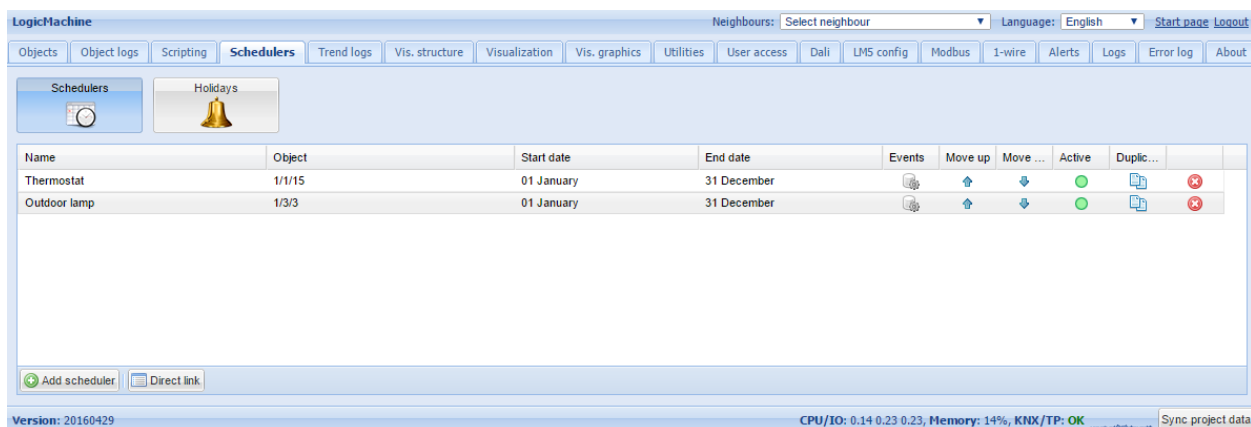 LogicMachine Neighbours: Select neighbour Language: English Start page Logout
Objects Object logs Scripting Schedulers Trend logs Vis. structure Visualization Vis. graphics Utilities User access Dali LM5 config Modbus 1-wire Alerts Logs Error log About
Schedulers Holidays
Name Object Start date End date Events Move up Move ... Active Duplic...
Thermostat 1/1/15 01 January 31 December
Outdoor lamp 1/3/3 01 January 31 December
Add scheduler Direct link
Version: 20160429 CPU/IO: 0.14 0.23 0.23, Memory: 14%, KNX/TP: OK Sync project data